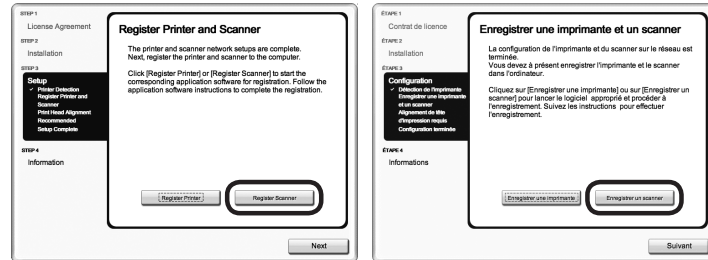 STEP 1
License Agreement
STEP 2
Installation
STEP 3
Setup
✓ Printer Detection
Register Printer and
Scanner
Print Head Alignment
Recommended
Setup Complete
STEP 4
Information
Register Printer and Scanner
The printer and scanner network setups are complete.
Next, register the printer and scanner to the computer.
Click [Register Printer] or [Register Scanner] to start the
corresponding application software for registration. Follow the
application software instructions to complete the registration.
Register Printer
Register Scanner
Next
ÉTAPE 1
Contrat de licence
ÉTAPE 2
Installation
ÉTAPE 3
Configuration
✓ Détection de l'imprimante
Enregistrer une imprimante
et un scanner
Alignement de tête
d'impression requis
Configuration terminée
ÉTAPE 4
Informations
Enregistrer une imprimante et un scanner
La configuration de l'imprimante et du scanner sur le réseau est
terminée.
Vous devez à présent enregistrer l'imprimante et le scanner
dans l'ordinateur.
Cliquez sur [Enregistrer une imprimante] ou sur [Enregistrer un
scanner] pour lancer le logiciel approprié et procéder à
l'enregistrement. Suivez les instructions pour effectuer
l'enregistrement.
Enregistrer une imprimante
Enregistrer un scanner
Suivant